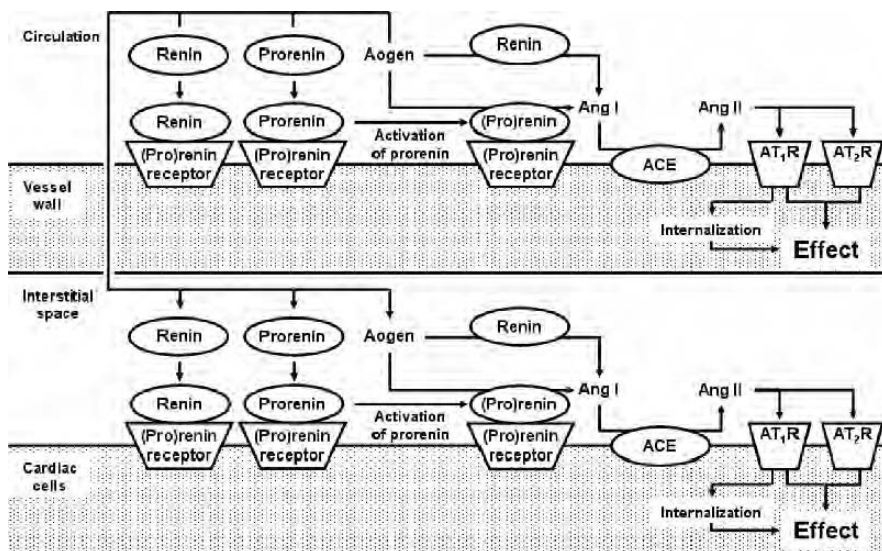 Circulation
Renin
Prorenin
Aogen
Renin
Renin
Prorenin
Activation
of prorenin
(Pro)renin
Ang I
Ang II
(Pro)renin
receptor
(Pro)renin
receptor
(Pro)renin
receptor
ACE
AT1R
AT2R
Vessel
wall
Internalization
Effect
Interstitial
space
Renin
Prorenin
Aogen
Renin
Renin
Prorenin
Activation
of prorenin
(Pro)renin
Ang I
Ang II
(Pro)renin
receptor
(Pro)renin
receptor
(Pro)renin
receptor
ACE
AT1R
AT2R
Cardiac
cells
Internalization
Effect